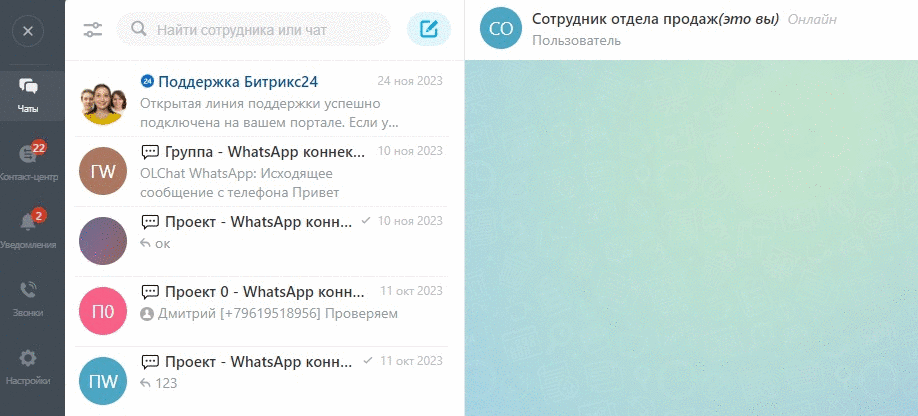 Чаты
22
Контакт-центр
2
Уведомления
Звонки
Настройки
Найти сотрудника или чат
24 Поддержка Битрикс24 24 ноя 2023
Открытая линия поддержки успешно
подключена на вашем портале. Если у...
GW
Группа - WhatsApp коннек... 10 ноя 2023
OLChat WhatsApp: Исходящее
сообщение с телефона Привет
Проект - WhatsApp конн... 10 ноя 2023
ок
П0
Проект 0 - WhatsApp конн... 11 окт 2023
Дмитрий [+79619518956] Проверяем
ПW
Проект - WhatsApp конн... 11 окт 2023
123
СО
Сотрудник отдела продаж(это вы) Онлайн
Пользователь